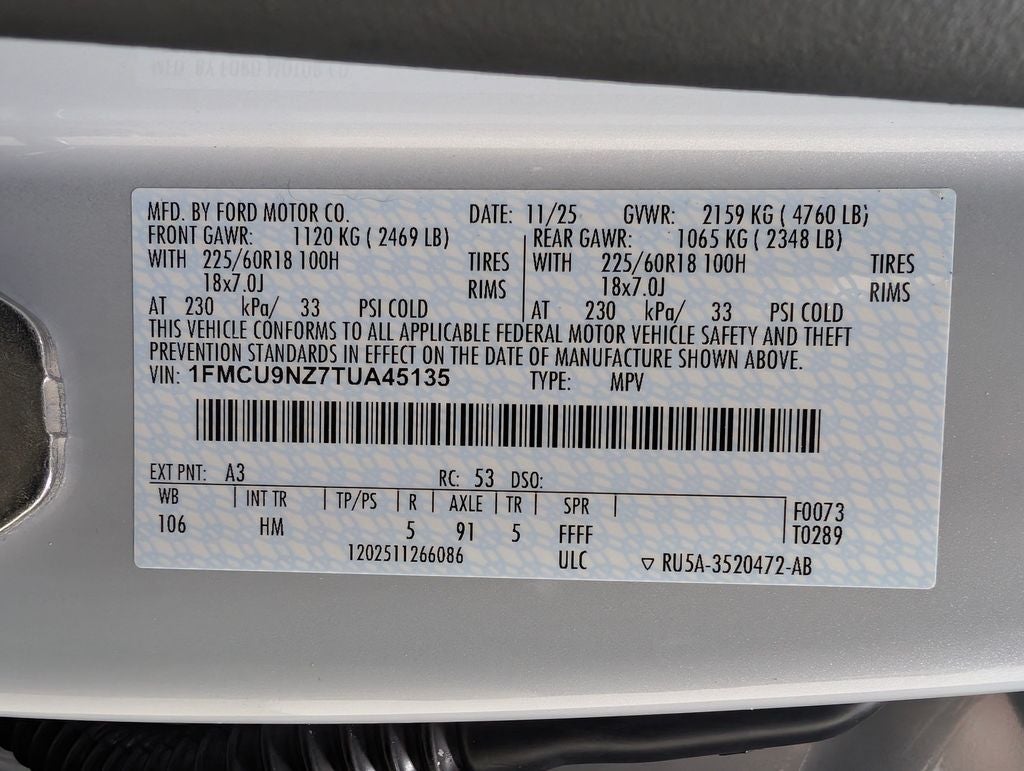 MFD. BY FORD MOTOR CO. DATE: 11/25 GVWR: 2159 KG ( 4760 LB)
FRONT GAWR: 1120 KG ( 2469 LB) REAR GAWR: 1065 KG ( 2348 LB)
WITH 225/60R18 100H TIRES WITH 225/60R18 100H TIRES
18x7.0J RIMS 18x7.0J RIMS
AT 230 kPa/ 33 PSI COLD AT 230 kPa/ 33 PSI COLD
THIS VEHICLE CONFORMS TO ALL APPLICABLE FEDERAL MOTOR VEHICLE SAFETY AND THEFT
PREVENTION STANDARDS IN EFFECT ON THE DATE OF MANUFACTURE SHOWN ABOVE.
VIN: 1FMCU9NZ7TUA45135 TYPE: MPV
EXT PNT: A3 RC: 53 DSO:
WB INT TR TP/PS R AXLE TR SPR F0073
106 HM 5 91 5 FFFF T0289
1202511266086 ULC ▽ RU5A-3520472-AB